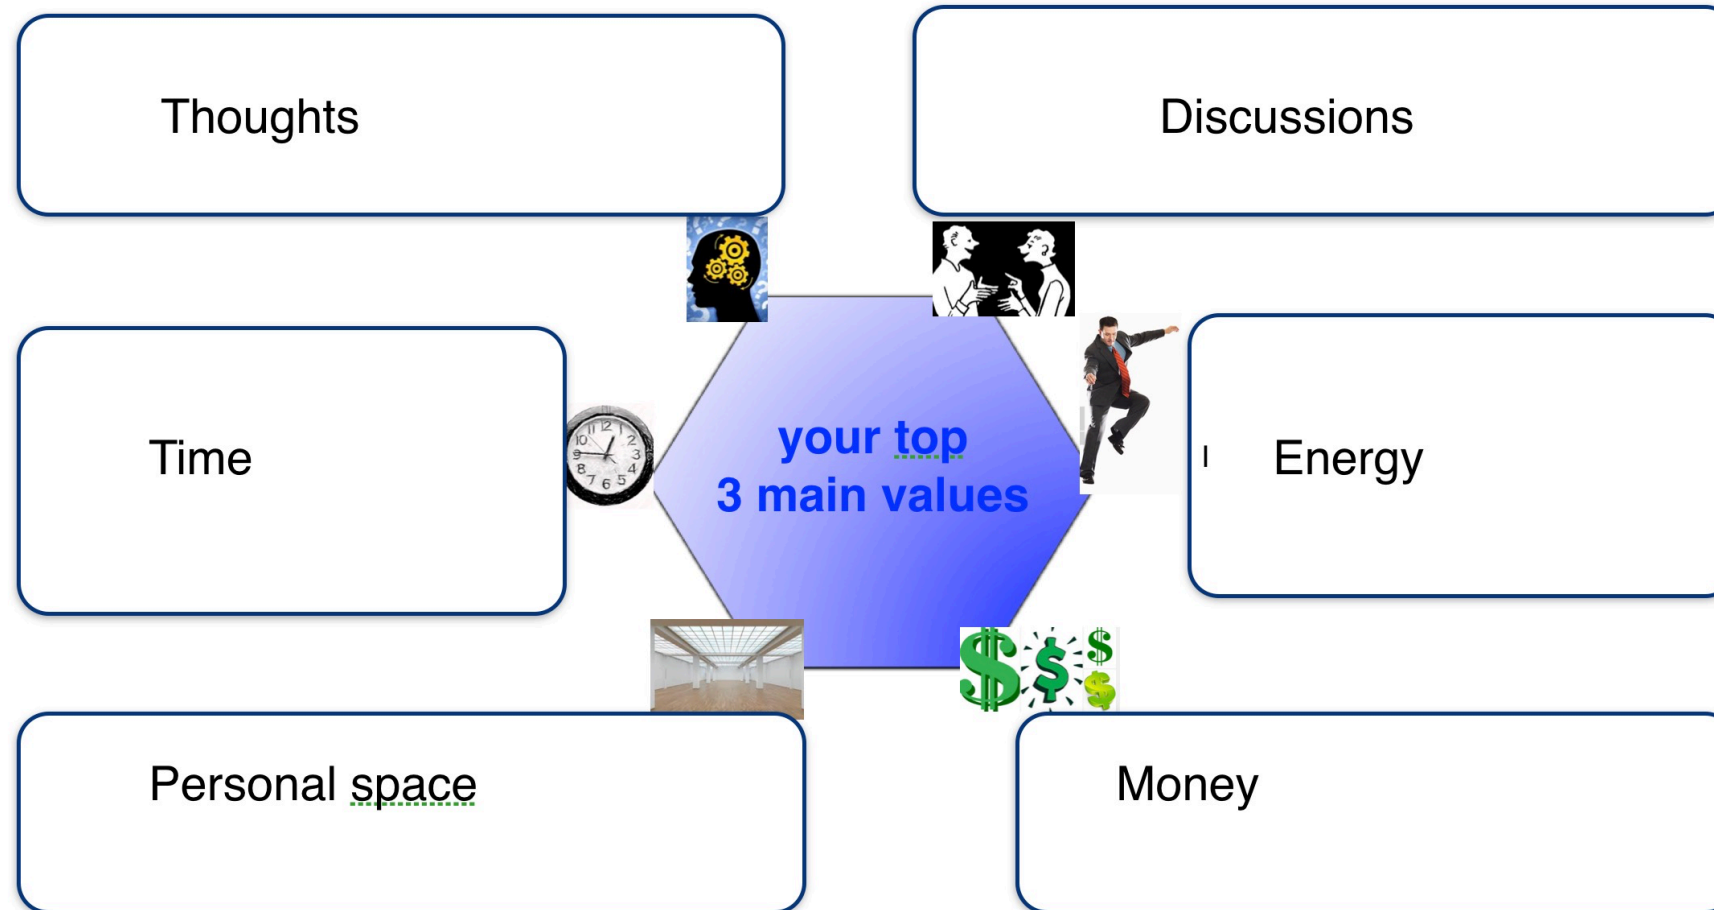 Thoughts
Discussions
your top
3 main values
Time
Energy
Personal space
Money